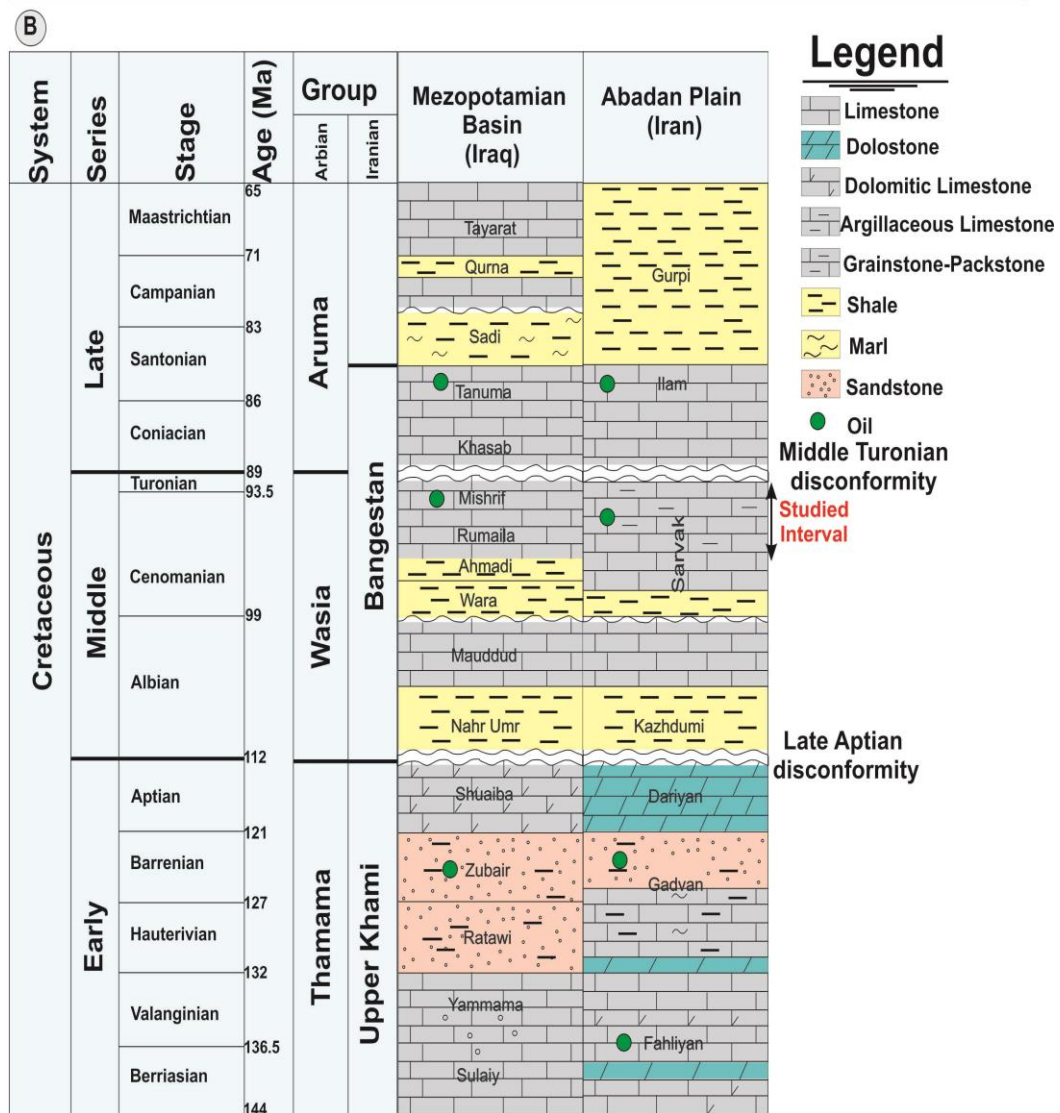 B
System
Series
Stage
Age (Ma)
Group
Arbian
Iranian
Mezopotamian
Basin
(Iraq)
Abadan Plain
(Iran)
Cretaceous
Late
Middle
Early
Maastrichtian
Campanian
Santonian
Coniacian
Turonian
Cenomanian
Albian
Aptian
Barrenian
Hauterivian
Valanginian
Berriasian
65
71
83
86
89
93.5
99
112
121
127
132
136.5
144
Aruma
Wasia
Thamama
Bangestan
Upper Khami
Tayarat
Qurna
Sadi
Tanuma
Khasab
Mishrif
Rumaila
Ahmadi
Wara
Mauddud
Nahr Umr
Shuaiba
Zubair
Ratawi
Yammama
Sulaiy
Gurpi
Ilam
Sarvak
Kazhdumi
Dariyan
Gadvan
Fahliyan
Legend
Limestone
Dolostone
Dolomitic Limestone
Argillaceous Limestone
Grainstone-Packstone
Shale
Marl
Sandstone
Oil
Middle Turonian
disconformity
Studied
Interval
Late Aptian
disconformity